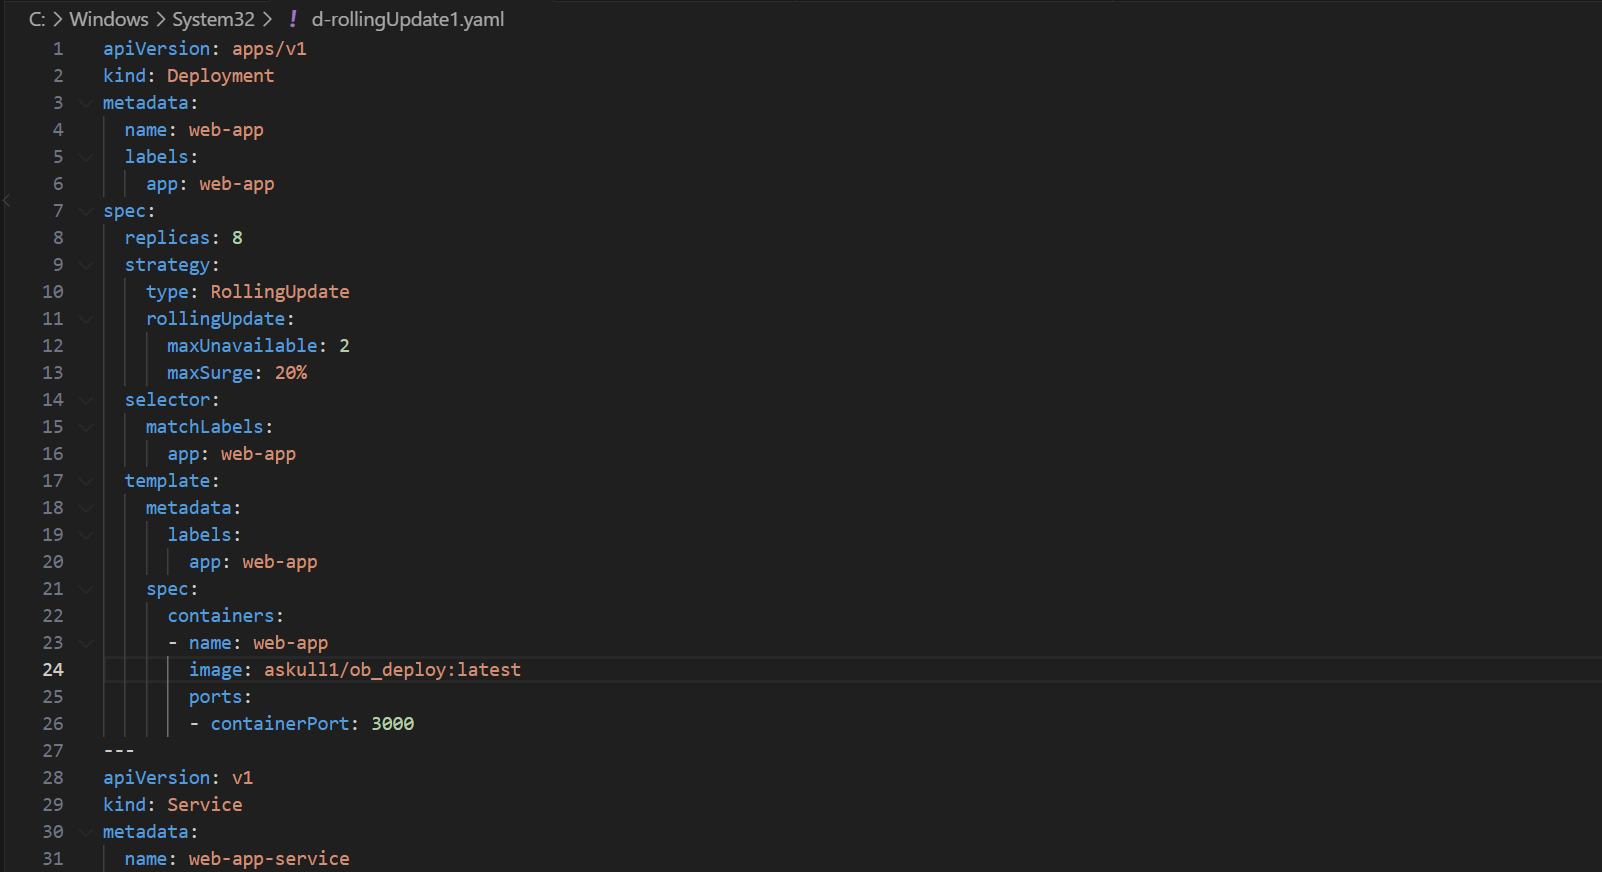 C: > Windows > System32 > ! d-rollingUpdate1.yaml
1 apiVersion: apps/v1
2 kind: Deployment
3 metadata:
4   name: web-app
5   labels:
6     app: web-app
7 spec:
8   replicas: 8
9   strategy:
10     type: RollingUpdate
11     rollingUpdate:
12       maxUnavailable: 2
13       maxSurge: 20%
14   selector:
15     matchLabels:
16       app: web-app
17   template:
18     metadata:
19       labels:
20         app: web-app
21     spec:
22       containers:
23       - name: web-app
24         image: askull1/ob_deploy:latest
25         ports:
26         - containerPort: 3000
27 ---
28 apiVersion: v1
29 kind: Service
30 metadata:
31   name: web-app-service